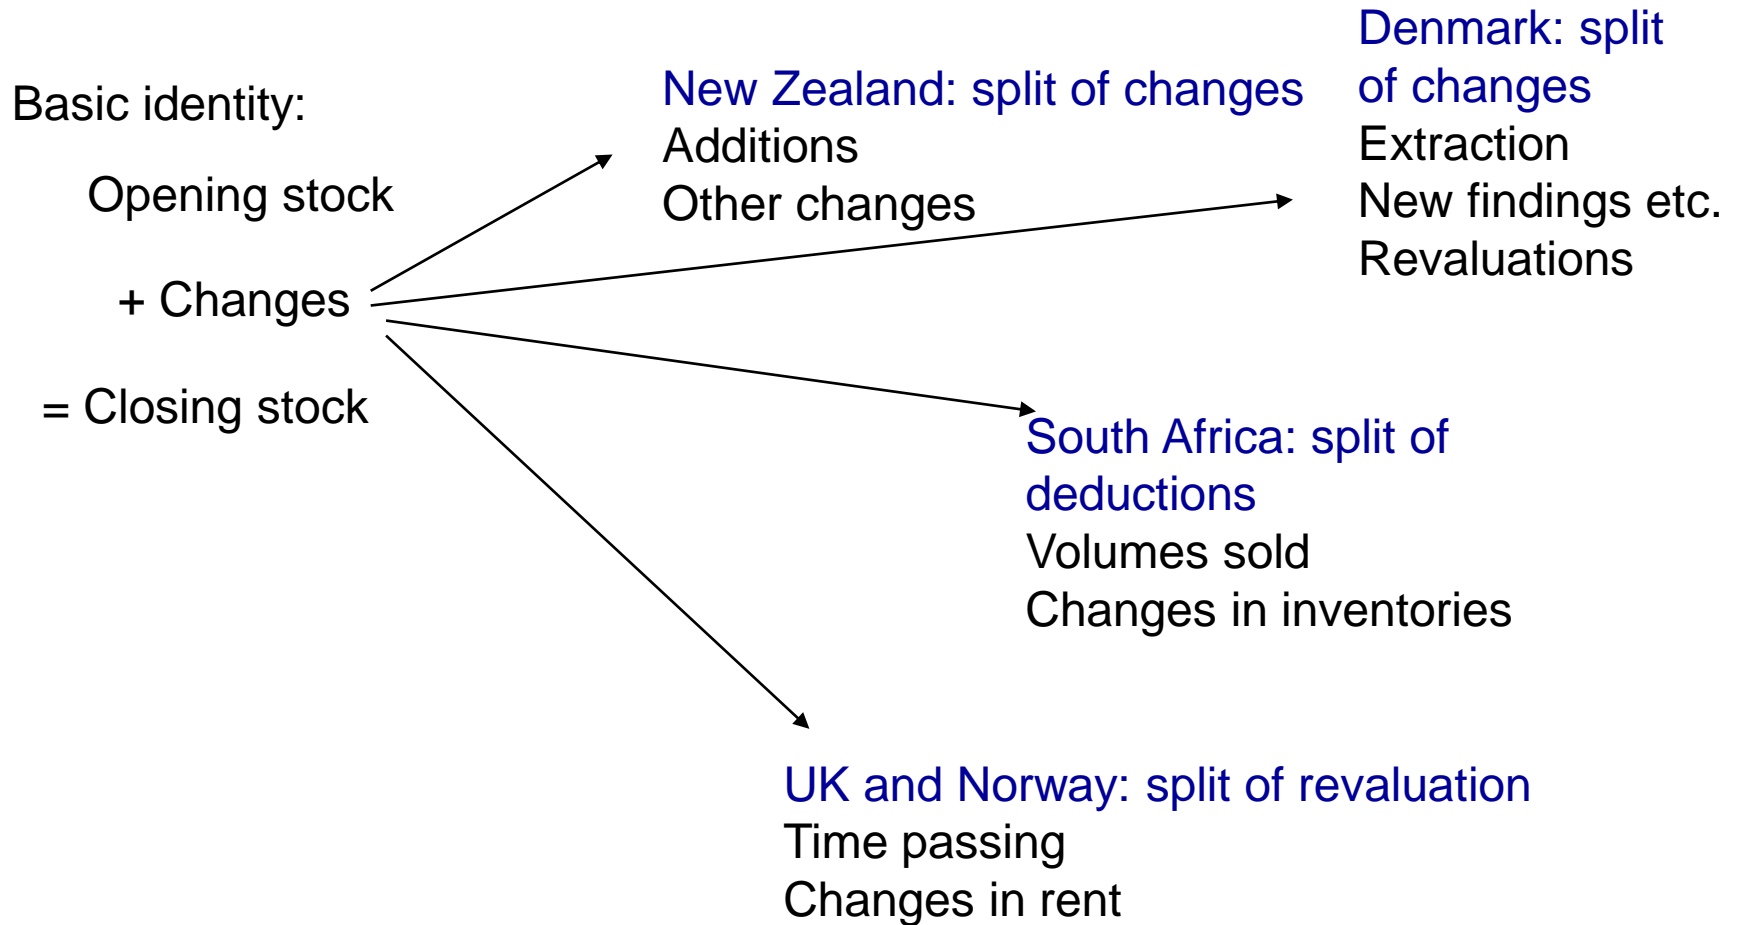 Basic identity:
Opening stock
+ Changes
= Closing stock
New Zealand: split of changes
Additions
Other changes
Denmark: split
of changes
Extraction
New findings etc.
Revaluations
South Africa: split of
deductions
Volumes sold
Changes in inventories
UK and Norway: split of revaluation
Time passing
Changes in rent